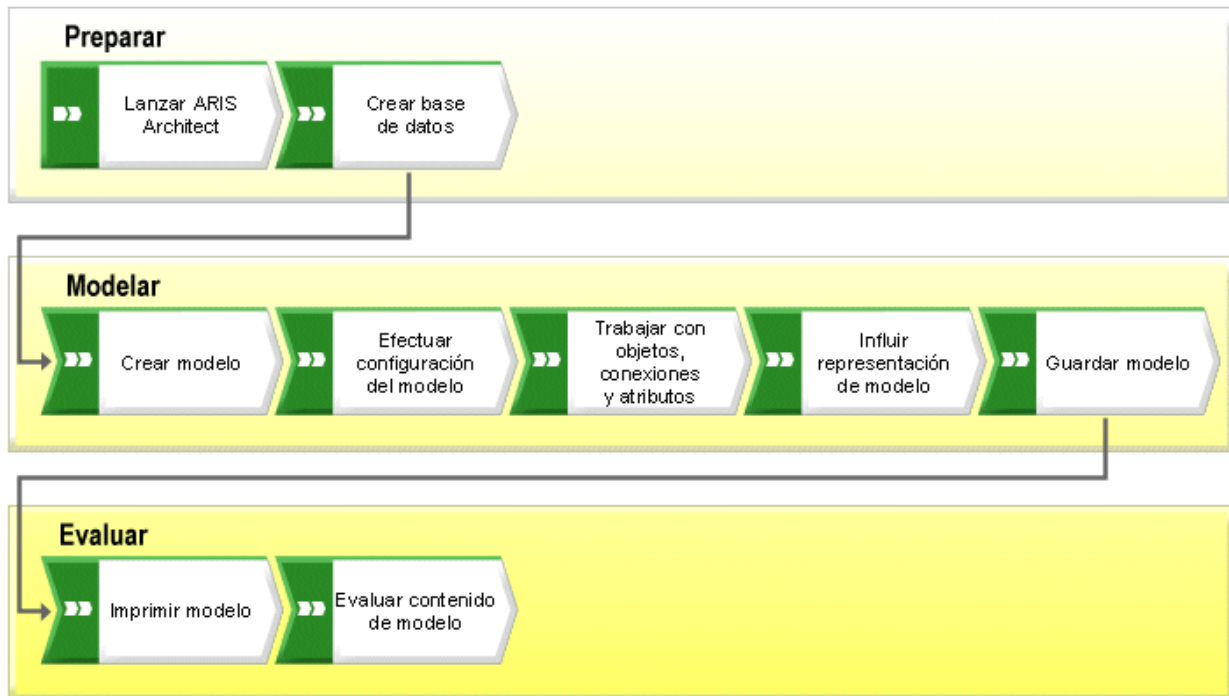 Preparar
Lanzar ARIS
Architect
Crear base
de datos
Modelar
Crear modelo
Efectuar
configuración
del modelo
Trabajar con
objetos,
conexiones
y atributos
Influir
representación
de modelo
Guardar modelo
Evaluar
Imprimir modelo
Evaluar contenido
de modelo